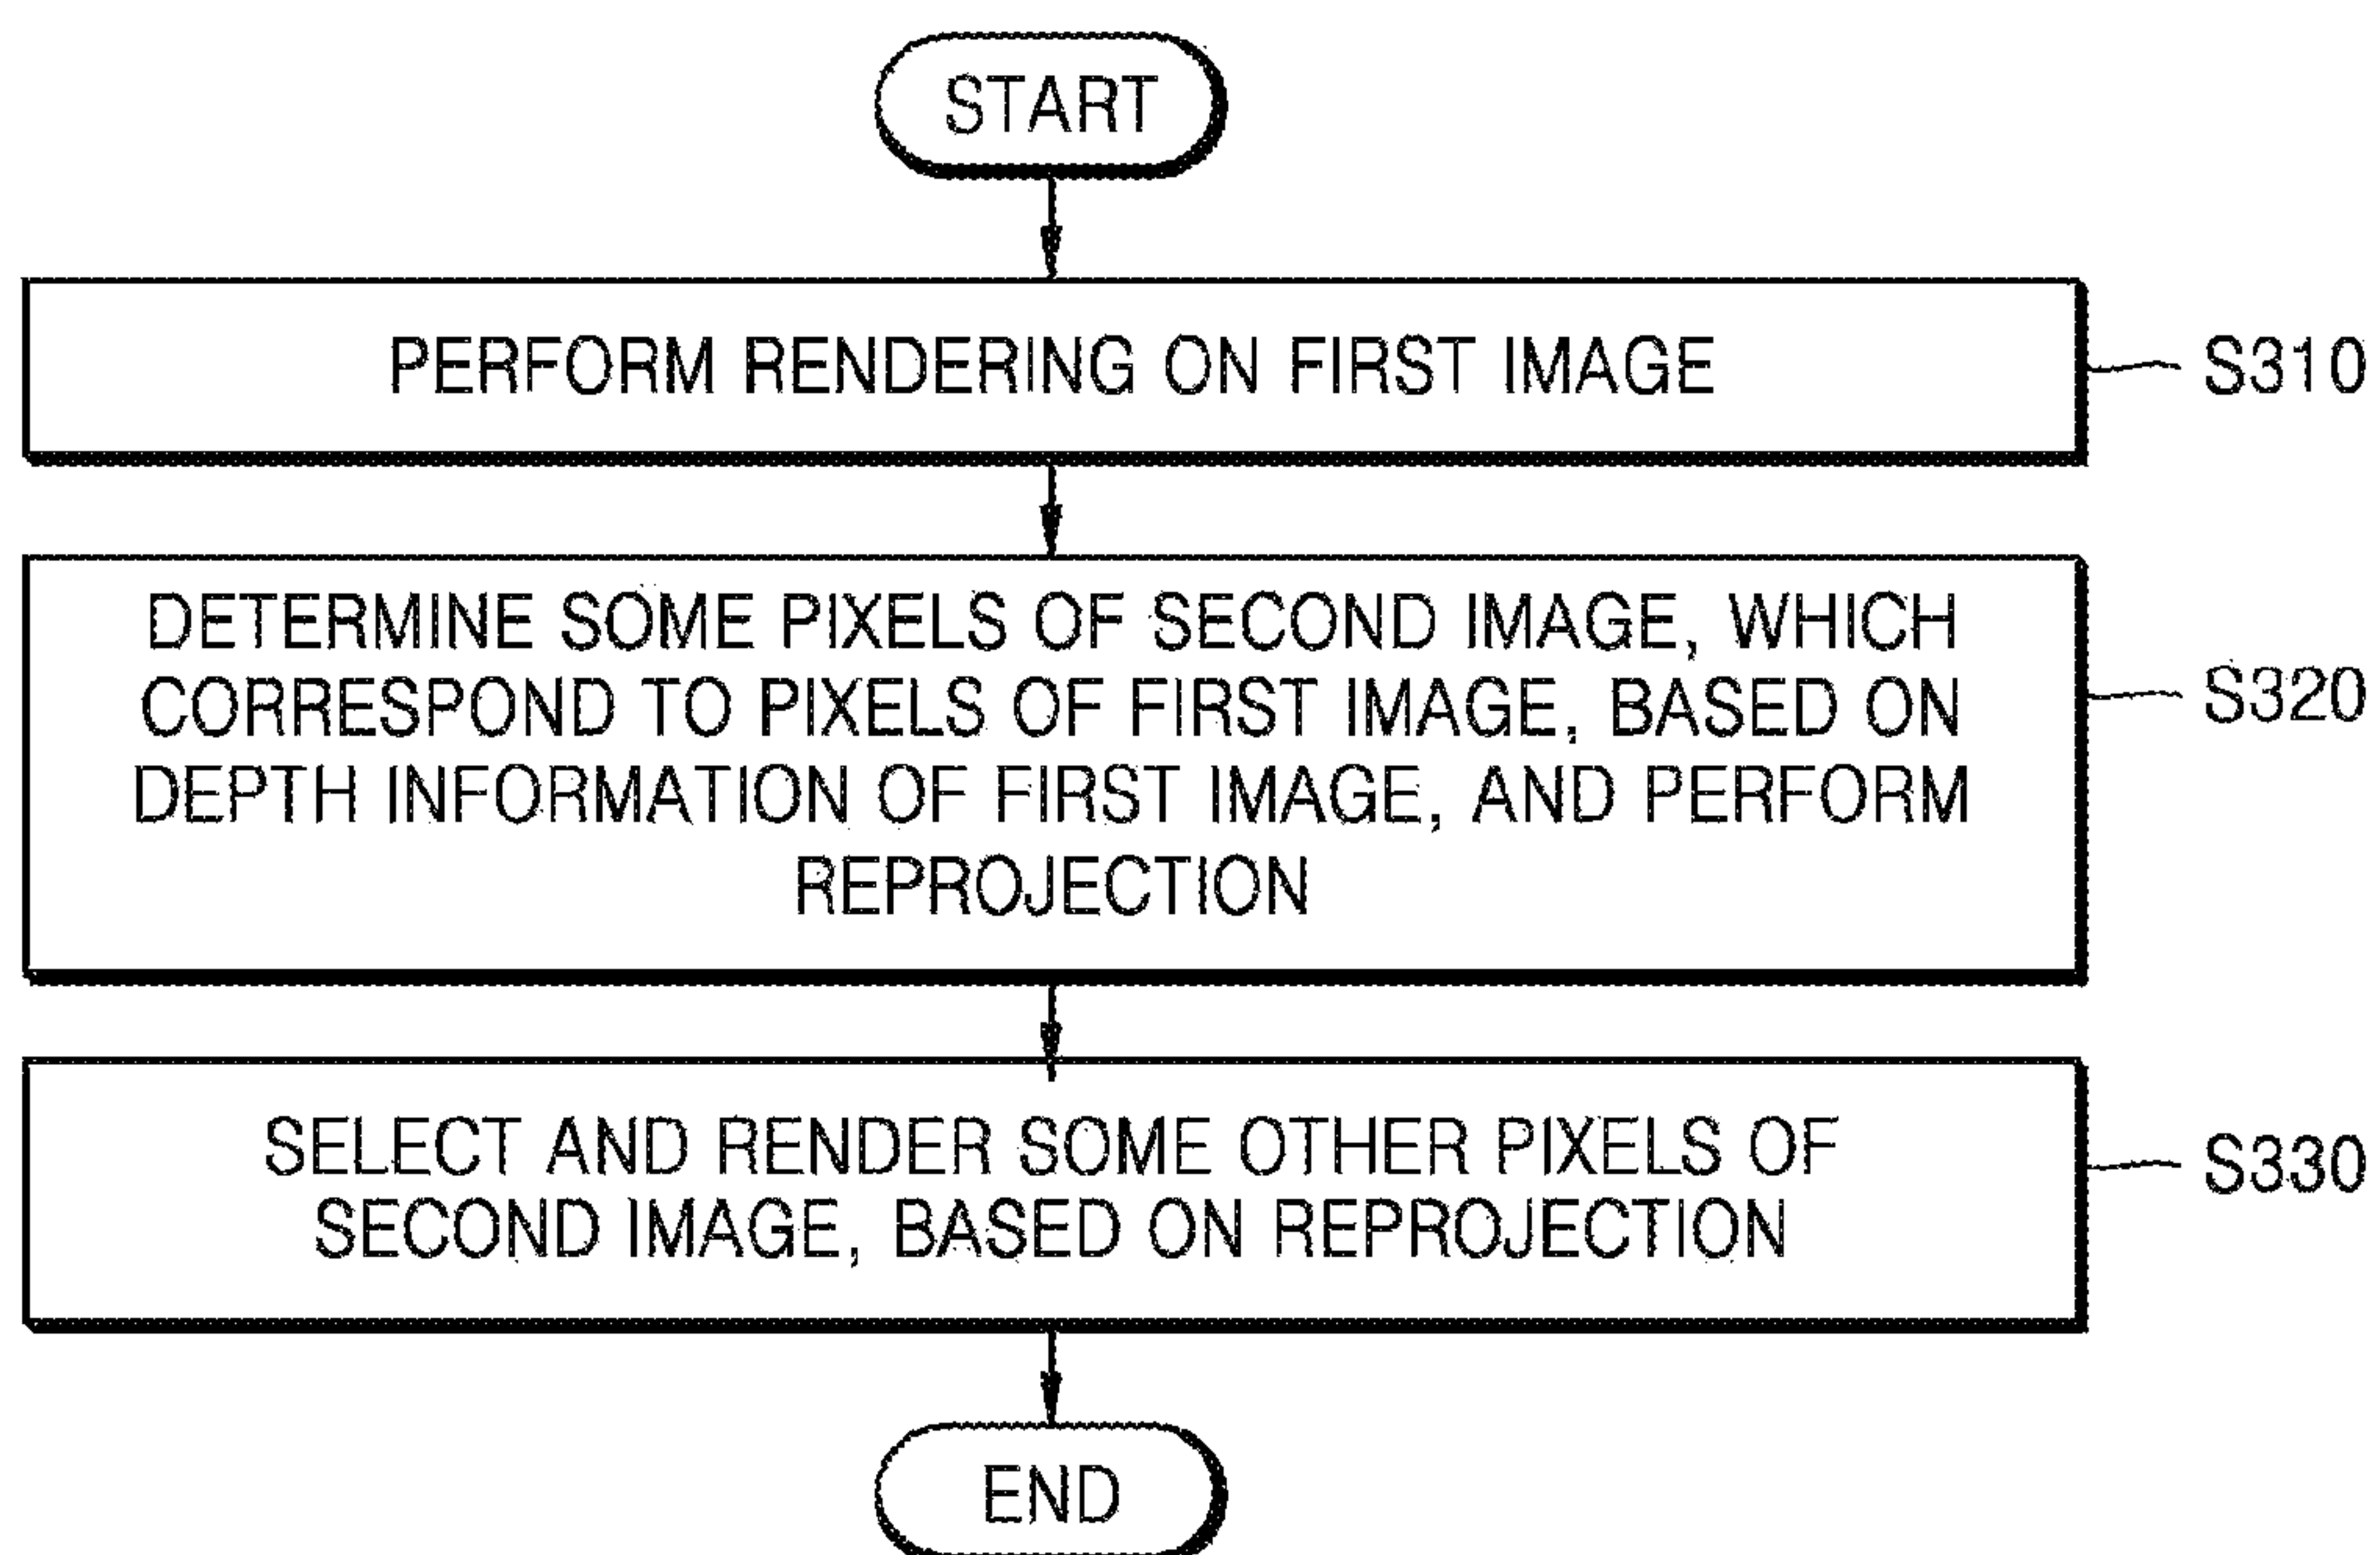 START
PERFORM RENDERING ON FIRST IMAGE
S310
DETERMINE SOME PIXELS OF SECOND IMAGE, WHICH
CORRESPOND TO PIXELS OF FIRST IMAGE, BASED ON
DEPTH INFORMATION OF FIRST IMAGE, AND PERFORM
REPROJECTION
S320
SELECT AND RENDER SOME OTHER PIXELS OF
SECOND IMAGE, BASED ON REPROJECTION
S330
END